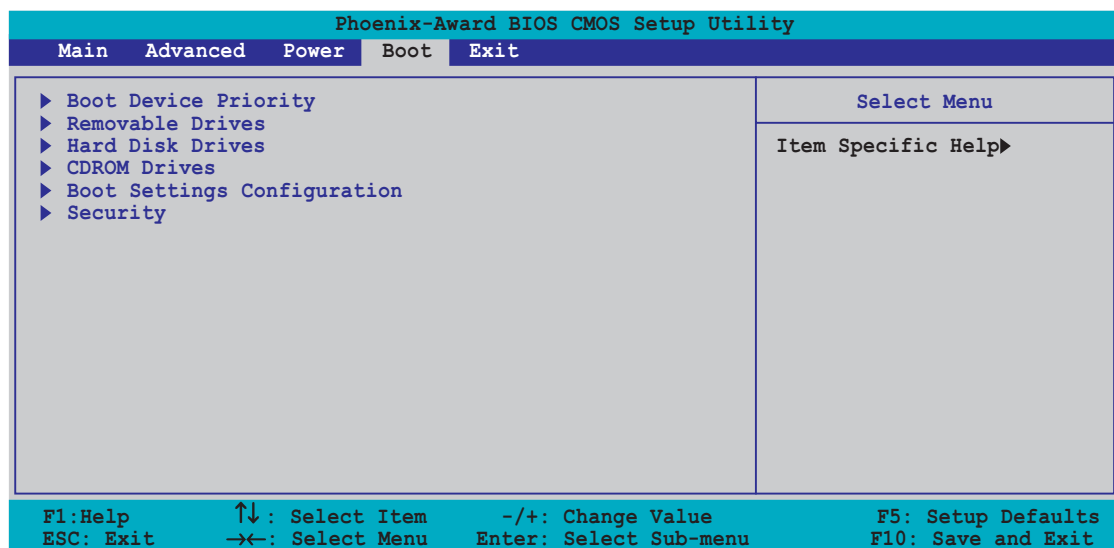 Phoenix-Award BIOS CMOS Setup Utility
Main Advanced Power Boot Exit
▶ Boot Device Priority
▶ Removable Drives
▶ Hard Disk Drives
▶ CDROM Drives
▶ Boot Settings Configuration
▶ Security
Select Menu
Item Specific Help▶
F1:Help ↑↓: Select Item -/+: Change Value F5: Setup Defaults
ESC: Exit →←: Select Menu Enter: Select Sub-menu F10: Save and Exit